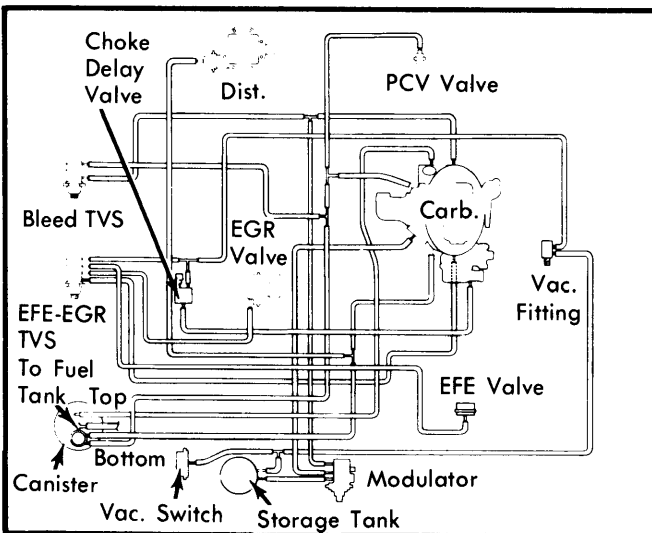 Choke
Delay
Valve
Dist.
PCV Valve
Bleed TVS
EGR
Valve
Carb.
Vac.
Fitting
EFE-EGR
TVS
To Fuel
Tank
Top
EFE Valve
Bottom
Canister
Vac. Switch
Storage Tank
Modulator